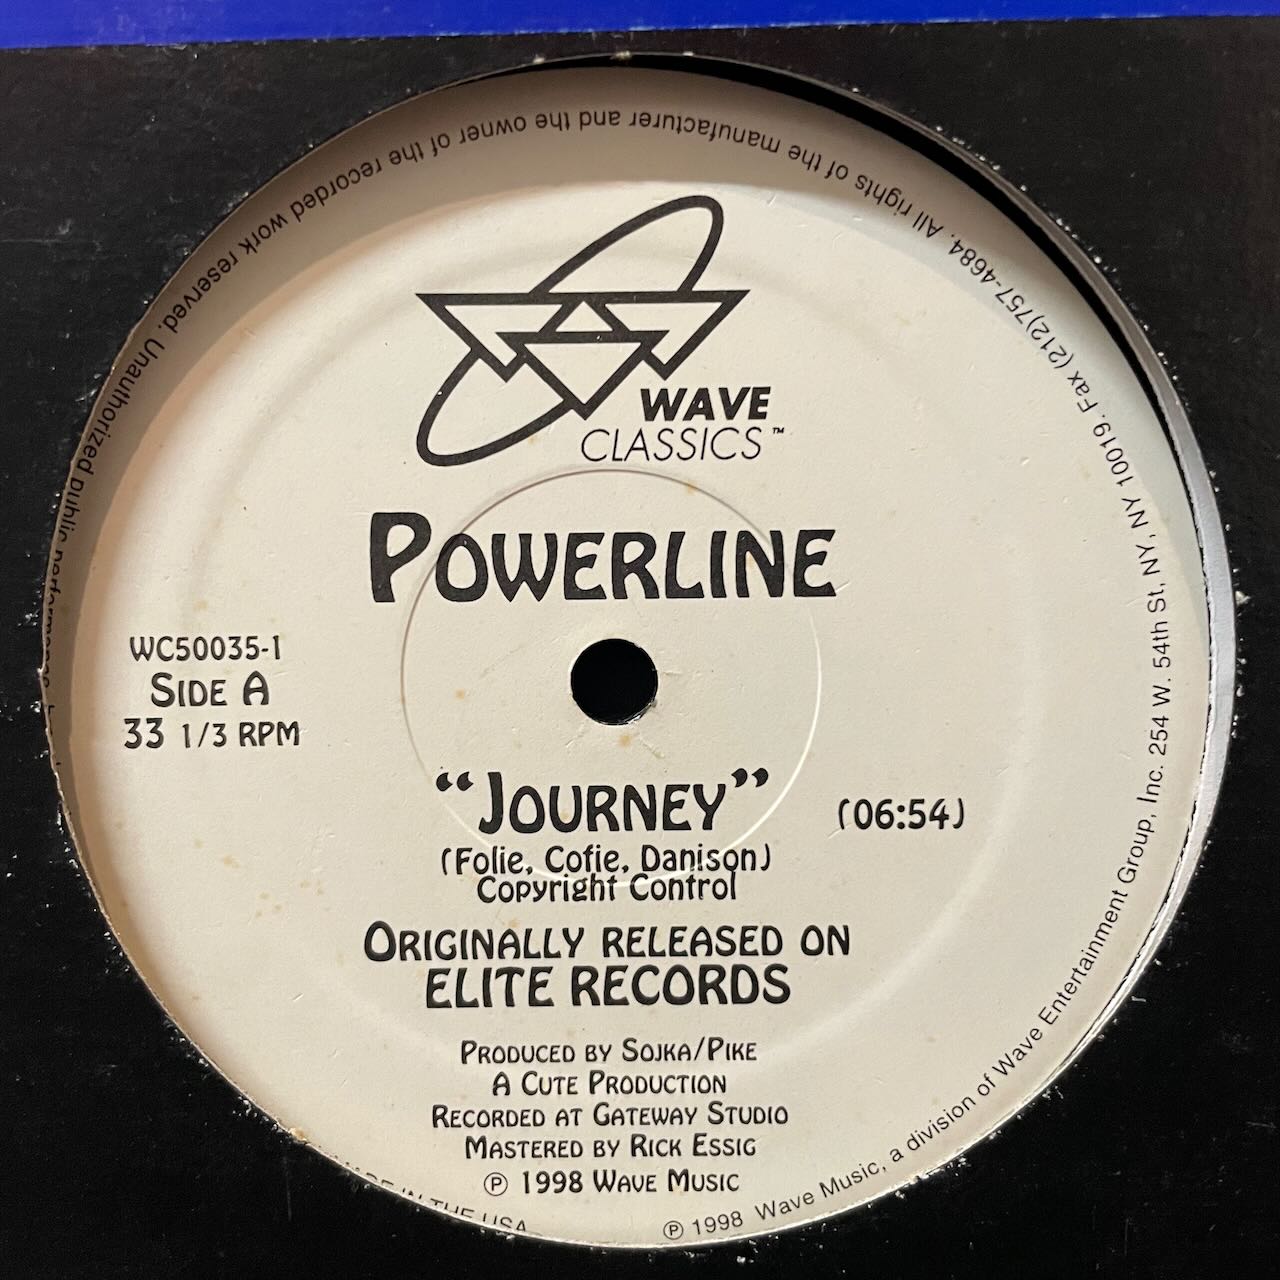 WAVE
CLASSICS™
POWERLINE
WC50035-1
SIDE A
33 1/3 RPM
“JOURNEY” (06:54)
(Folie, Cofie, Danison)
Copyright Control
ORIGINALLY RELEASED ON
ELITE RECORDS
PRODUCED BY SOJKA/PIKE
A CUTE PRODUCTION
RECORDED AT GATEWAY STUDIO
MASTERED BY RICK ESSIG
℗ 1998 WAVE MUSIC
℗ 1998 Wave Music, a division of Wave Entertainment Group, Inc. 254 W. 54th St, NY, NY 10019. Fax (212)757-4684. All rights of the manufacturer and the owner of the recorded work reserved. Unauthorized public
IN THE USA